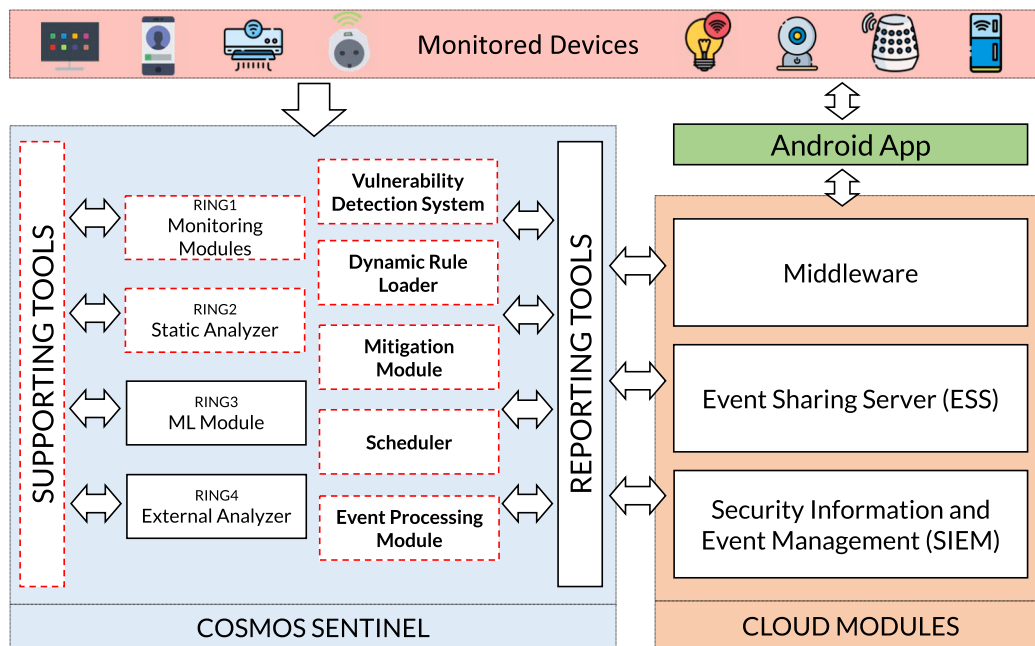 Monitored Devices
Android App
SUPPORTING TOOLS
RING1
Monitoring
Modules
RING2
Static Analyzer
RING3
ML Module
RING4
External Analyzer
Vulnerability
Detection System
Dynamic Rule
Loader
Mitigation
Module
Scheduler
Event Processing
Module
REPORTING TOOLS
Middleware
Event Sharing Server (ESS)
Security Information and
Event Management (SIEM)
COSMOS SENTINEL
CLOUD MODULES